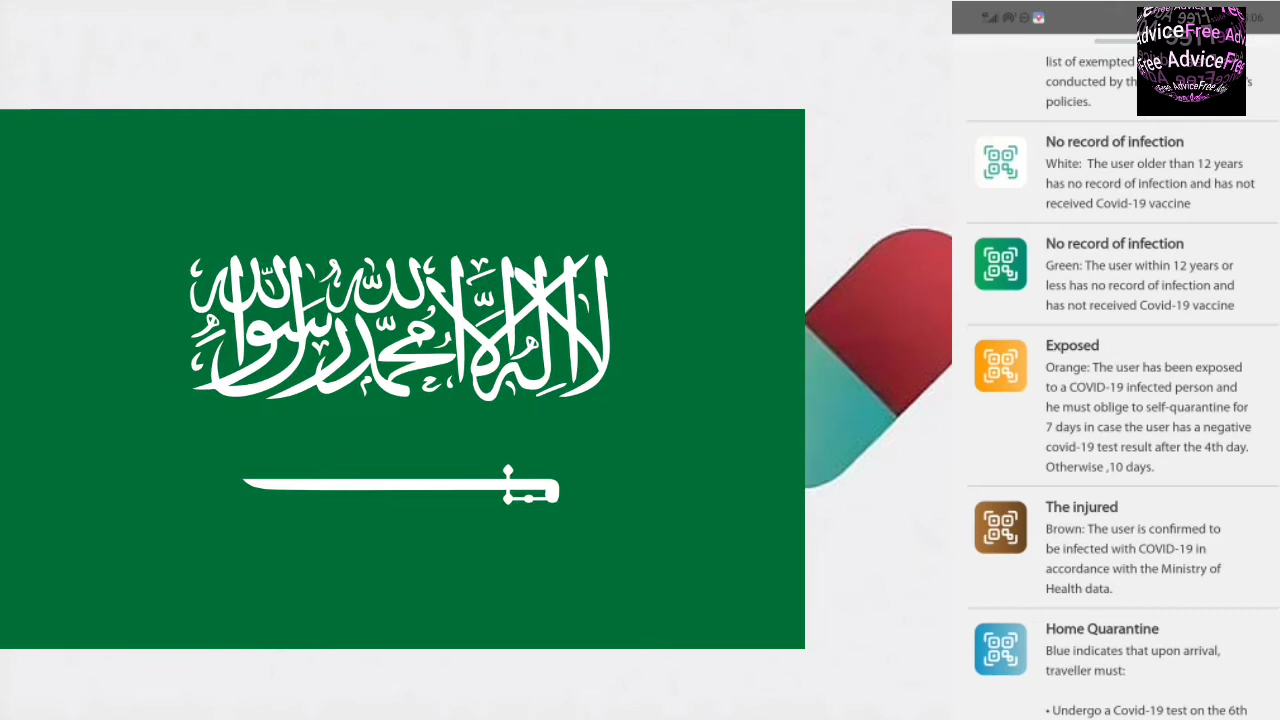 لا إله إلا الله محمد رسول الله
06
AdviceFree Adv
Free AdviceFree
AdviceFree
list of exempted
conducted by th
's
policies.
No record of infection
White: The user older than 12 years
has no record of infection and has not
received Covid-19 vaccine
No record of infection
Green: The user within 12 years or
less has no record of infection and
has not received Covid-19 vaccine
Exposed
Orange: The user has been exposed
to a COVID-19 infected person and
he must oblige to self-quarantine for
7 days in case the user has a negative
covid-19 test result after the 4th day.
Otherwise ,10 days.
The injured
Brown: The user is confirmed to
be infected with COVID-19 in
accordance with the Ministry of
Health data.
Home Quarantine
Blue indicates that upon arrival,
traveller must:
• Undergo a Covid-19 test on the 6th